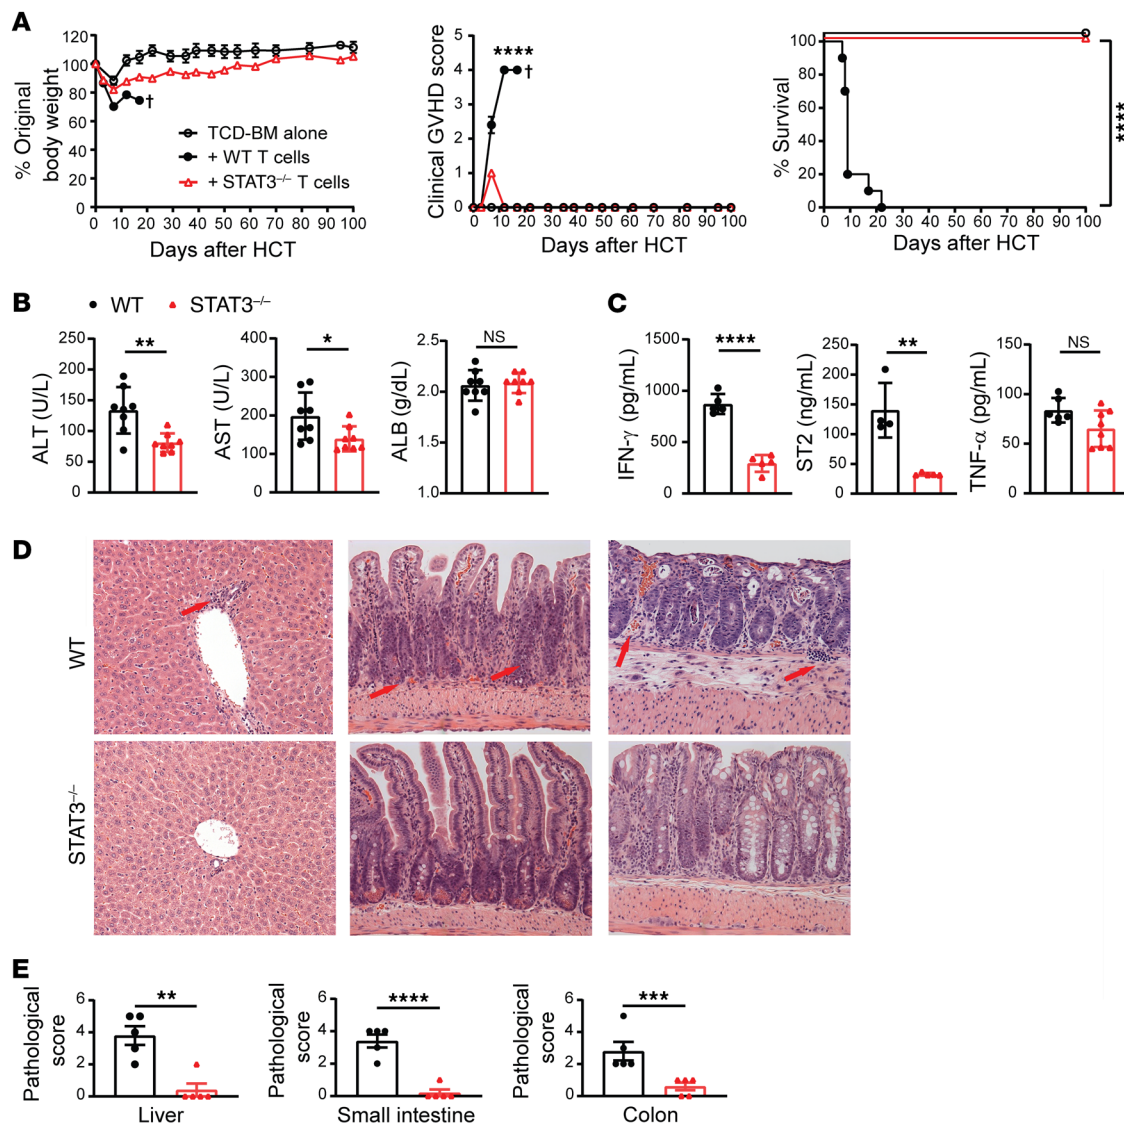 A
% Original
body weight
120
100
80
60
40
20
0
TCD-BM alone
+ WT T cells
+ STAT3–/– T cells
†
0 10 20 30 40 50 60 70 80 90 100
Days after HCT
Clinical GVHD score
5
4
3
2
1
0
****
†
0 10 20 30 40 50 60 70 80 90 100
Days after HCT
% Survival
100
80
60
40
20
0
****
0 10 20 30 40 50 60 70 80 90 100
Days after HCT
B
WT STAT3–/–
ALT (U/L)
250
200
150
100
50
0
**
AST (U/L)
400
300
200
100
0
*
ALB (g/dL)
2.5
2.0
1.5
1.0
NS
C
IFN-γ (pg/mL)
1500
1000
500
0
****
ST2 (ng/mL)
250
200
150
100
50
0
**
TNF-α (pg/mL)
150
100
50
0
NS
D
WT
STAT3–/–
E
Pathological
score
6
4
2
0
**
Liver
Pathological
score
6
4
2
0
****
Small intestine
Pathological
score
6
4
2
0
***
Colon